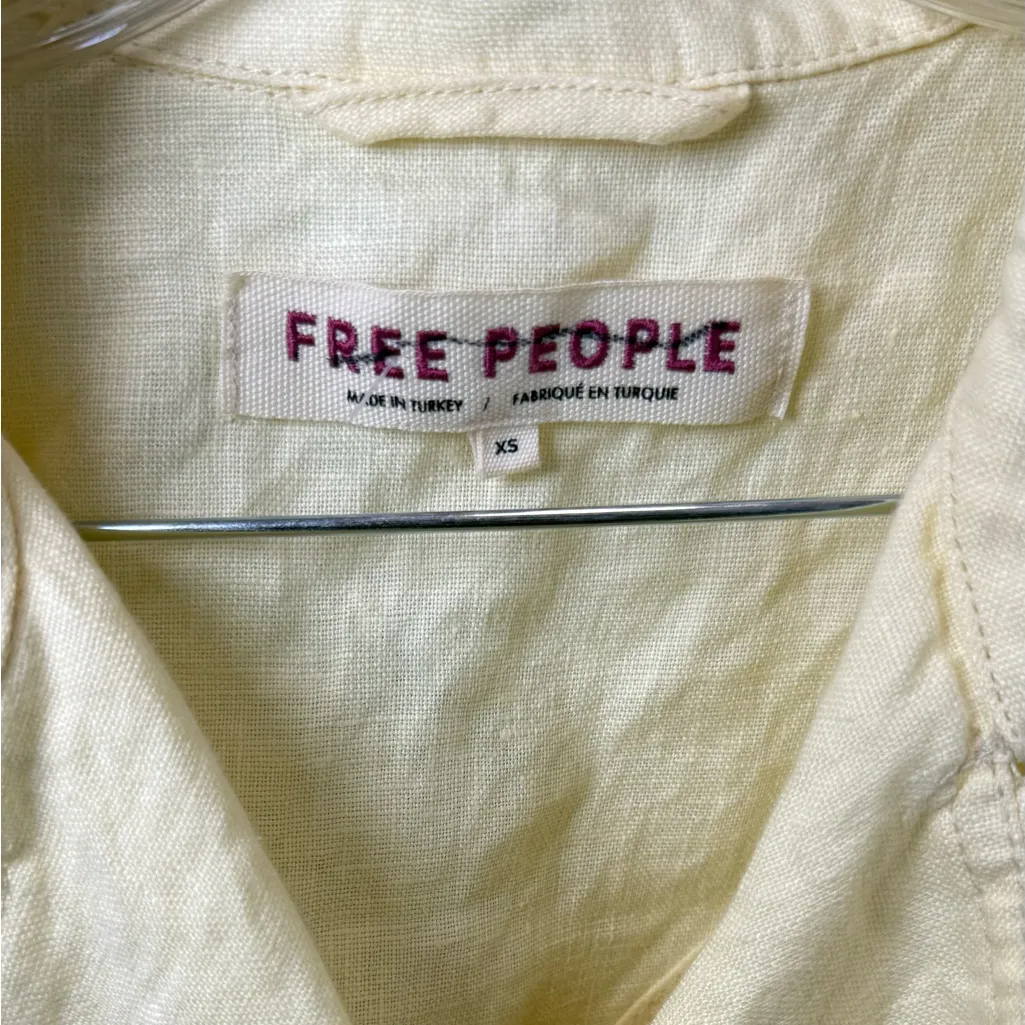 FREE PEOPLE
MADE IN TURKEY / FABRIQUÉ EN TURQUIE
XS